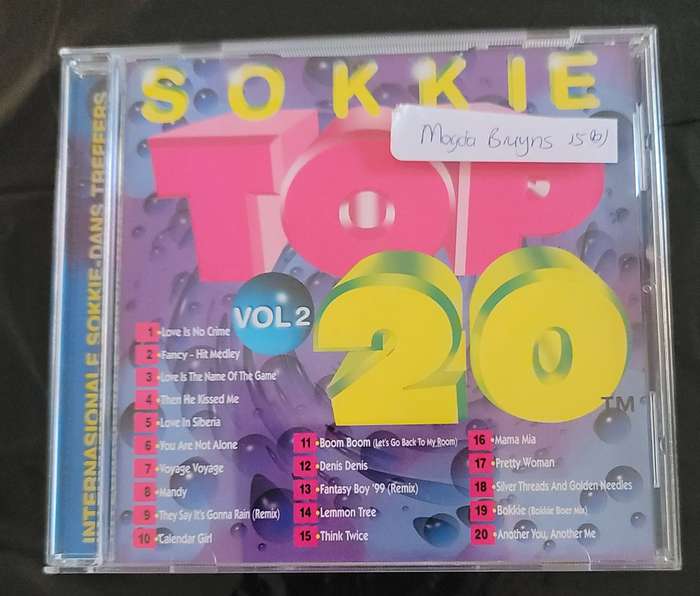 INTERNASIONALE SOKKIE-DANS TREFFERS
SOKKIE
TOP
Magda Bruyns 15(b)
20
VOL 2
TM
1 Love Is No Crime
2 Fancy - Hit Medley
3 Love Is The Name Of The Game
4 Then He Kissed Me
5 Love In Siberia
6 You Are Not Alone
7 Voyage Voyage
8 Mandy
9 They Say It's Gonna Rain (Remix)
10 Calendar Girl
11 Boom Boom (Let's Go Back To My Room)
12 Denis Denis
13 Fantasy Boy '99 (Remix)
14 Lemmon Tree
15 Think Twice
16 Mama Mia
17 Pretty Woman
18 Silver Threads And Golden Needles
19 Bokkie (Bokkie Boer Mix)
20 Another You, Another Me